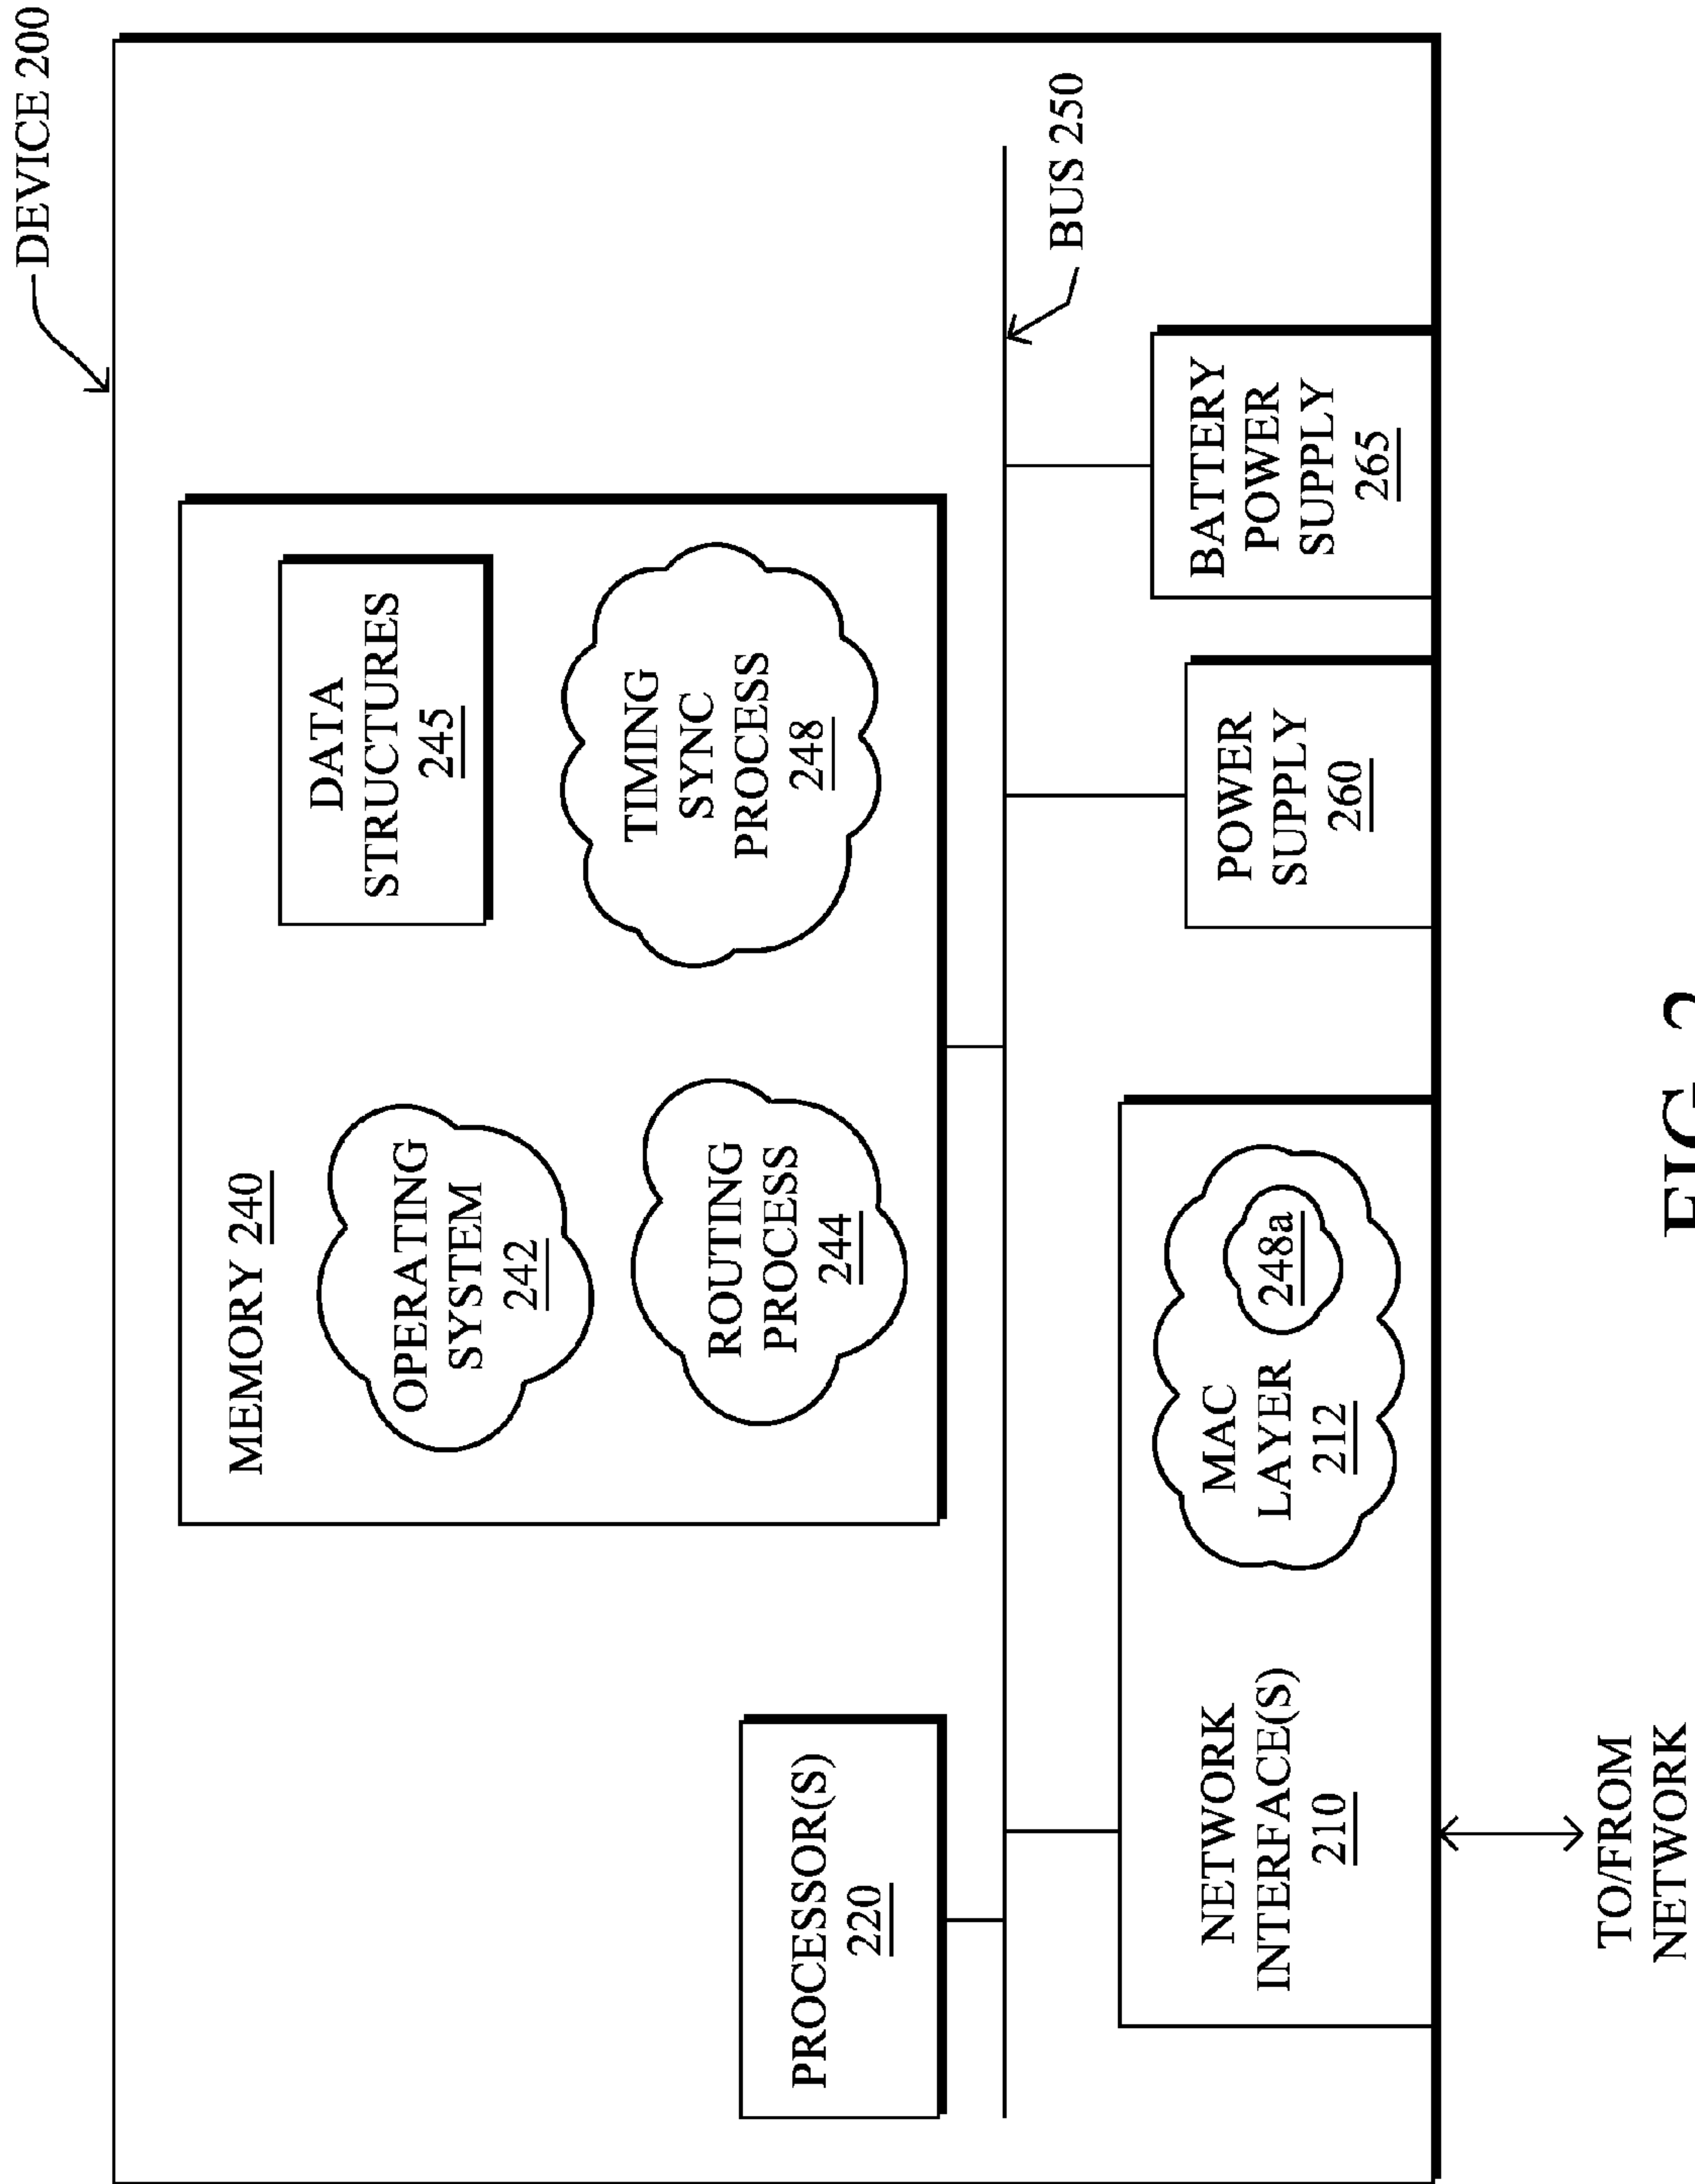 DEVICE 200
MEMORY 240
OPERATING
SYSTEM
242
DATA
STRUCTURES
245
ROUTING
PROCESS
244
TIMING
SYNC
PROCESS
248
PROCESSOR(S)
220
BUS 250
NETWORK
INTERFACE(S)
210
MAC
LAYER
212
248a
POWER
SUPPLY
260
BATTERY
POWER
SUPPLY
265
TO/FROM
NETWORK
FIG. 2